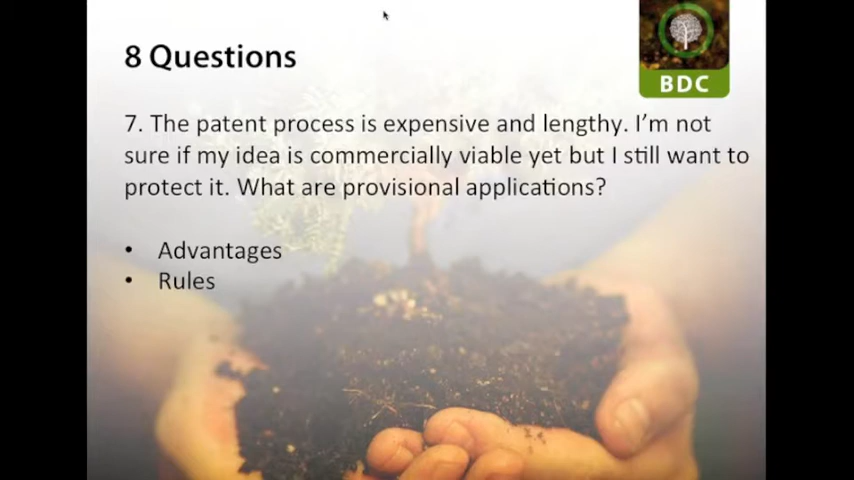 8 Questions
BDC
7. The patent process is expensive and lengthy. I'm not
sure if my idea is commercially viable yet but I still want to
protect it. What are provisional applications?
• Advantages
• Rules